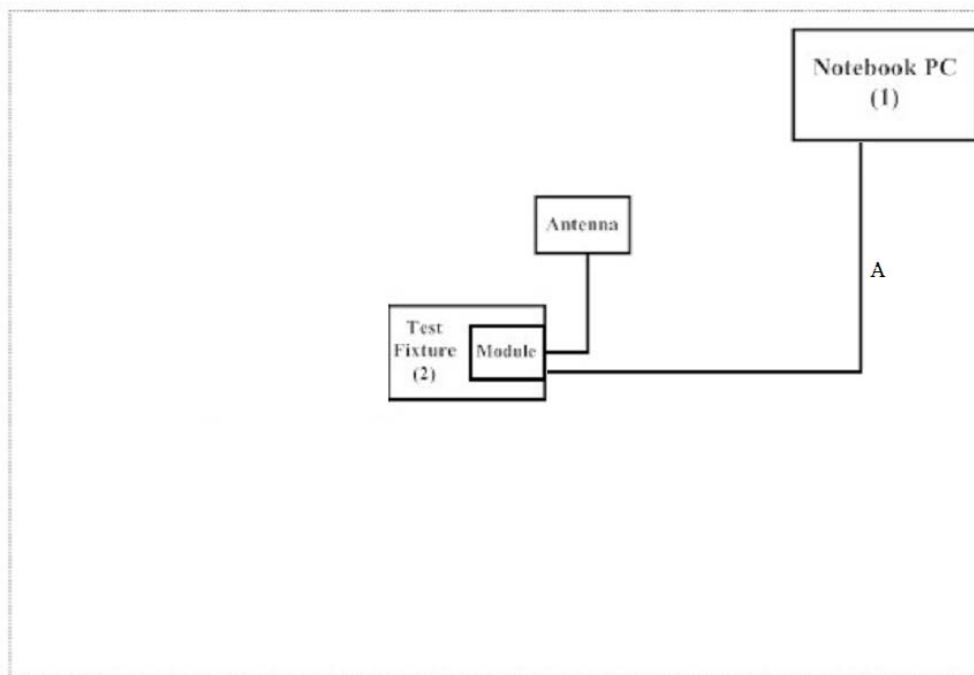 Notebook PC
(1)
Antenna
A
Test
Fixture
(2)
Module